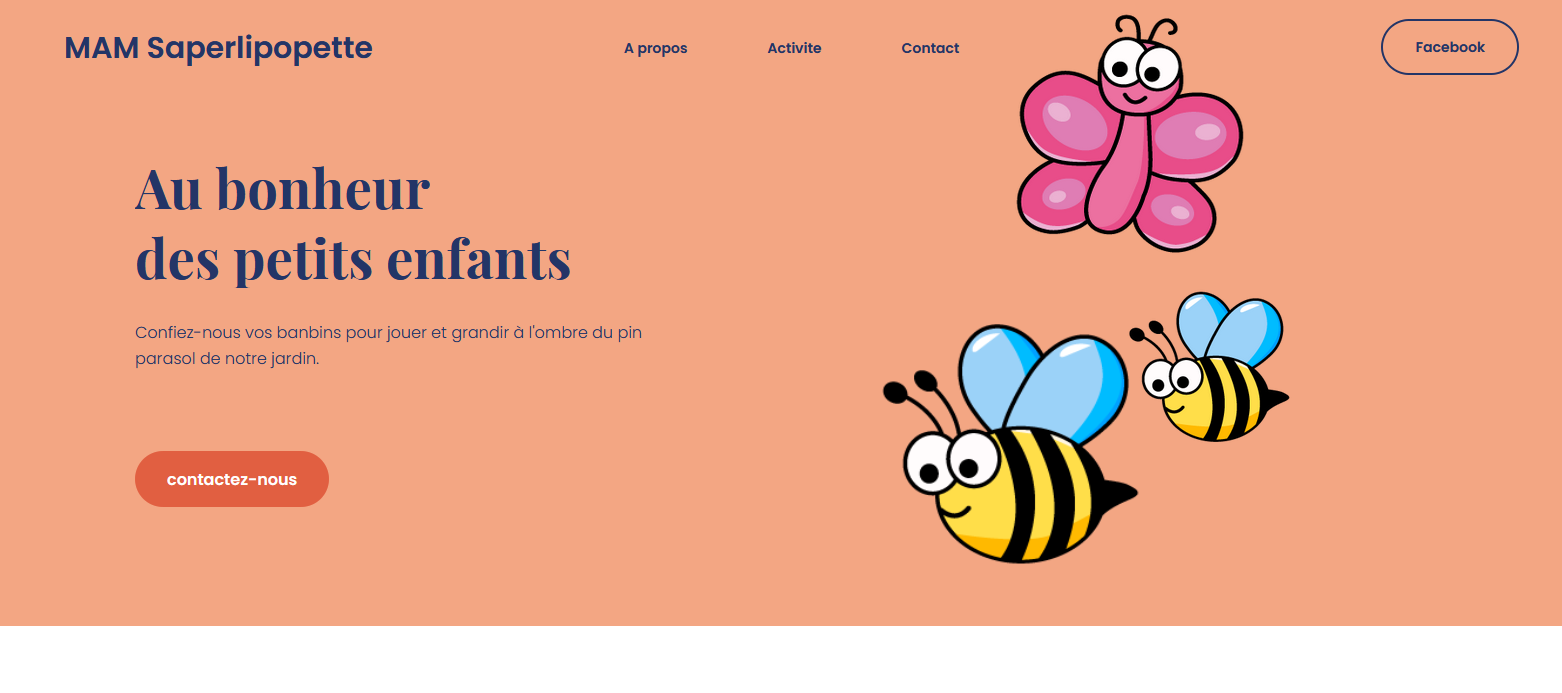 MAM Saperlipopette
A propos
Activite
Contact
Facebook
Au bonheur
des petits enfants
Confiez-nous vos banbins pour jouer et grandir à l'ombre du pin
parasol de notre jardin.
contactez-nous